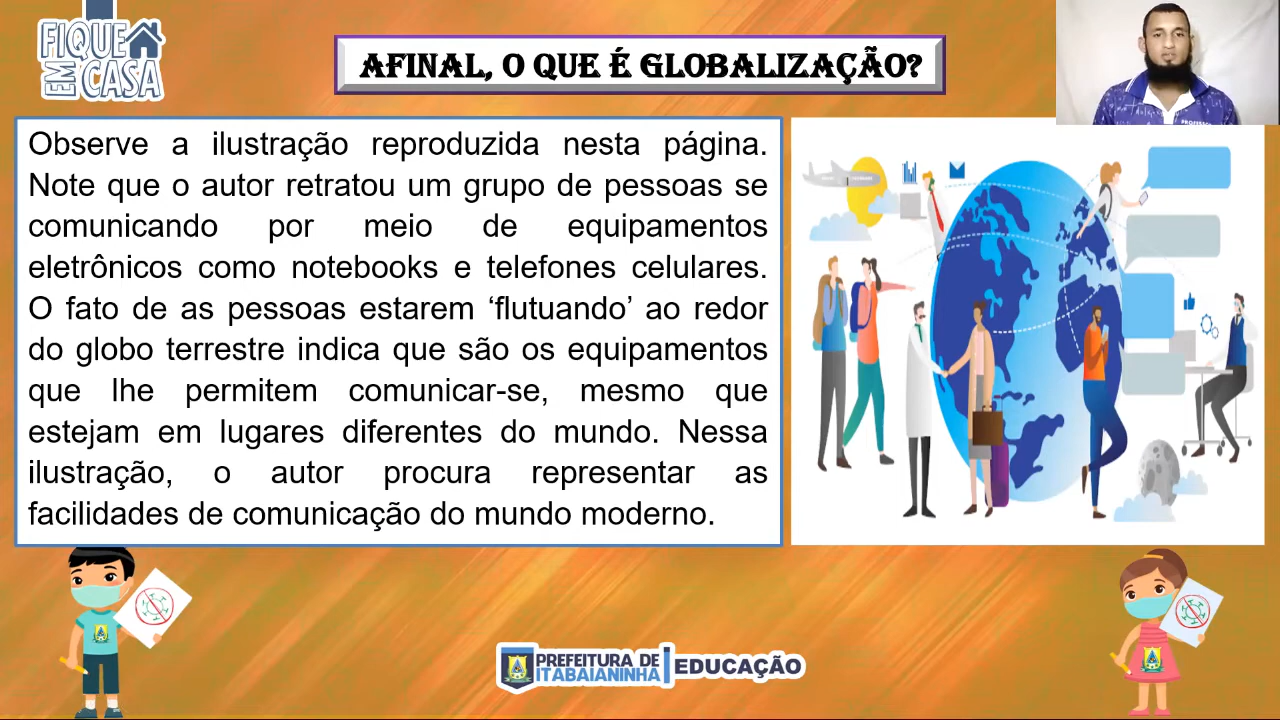 FIQUE
EM
CASA
AFINAL, O QUE É GLOBALIZAÇÃO?
Observe a ilustração reproduzida nesta página.
Note que o autor retratou um grupo de pessoas se
comunicando por meio de equipamentos
eletrônicos como notebooks e telefones celulares.
O fato de as pessoas estarem ‘flutuando’ ao redor
do globo terrestre indica que são os equipamentos
que lhe permitem comunicar-se, mesmo que
estejam em lugares diferentes do mundo. Nessa
ilustração, o autor procura representar as
facilidades de comunicação do mundo moderno.
PREFEITURA DE
ITABAIANINHA
EDUCAÇÃO